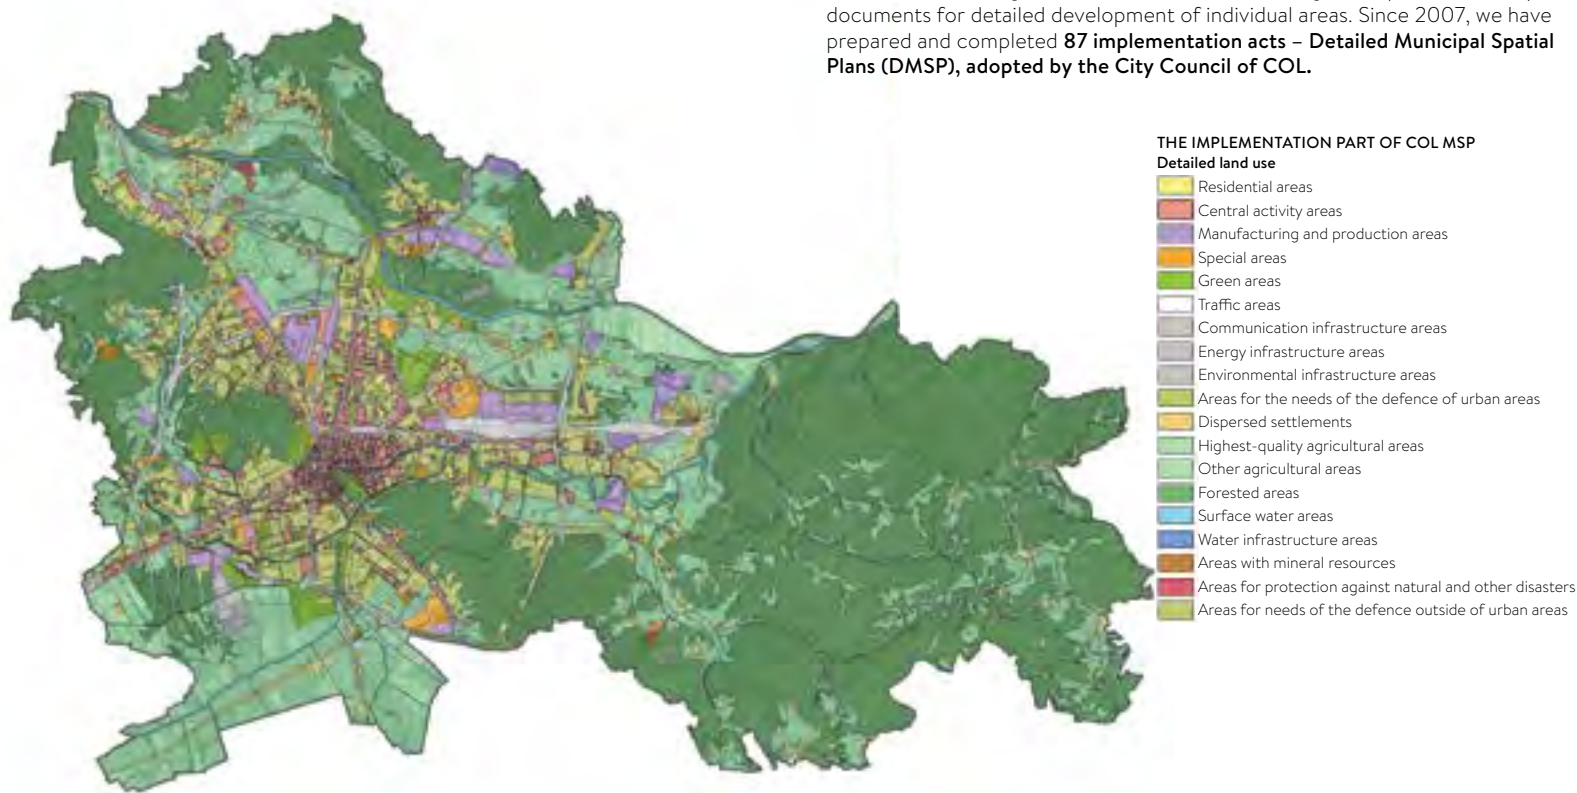 documents for detailed development of individual areas. Since 2007, we have
prepared and completed 87 implementation acts – Detailed Municipal Spatial
Plans (DMSP), adopted by the City Council of COL.
THE IMPLEMENTATION PART OF COL MSP
Detailed land use
Residential areas
Central activity areas
Manufacturing and production areas
Special areas
Green areas
Traffic areas
Communication infrastructure areas
Energy infrastructure areas
Environmental infrastructure areas
Areas for the needs of the defence of urban areas
Dispersed settlements
Highest-quality agricultural areas
Other agricultural areas
Forested areas
Surface water areas
Water infrastructure areas
Areas with mineral resources
Areas for protection against natural and other disasters
Areas for needs of the defence outside of urban areas